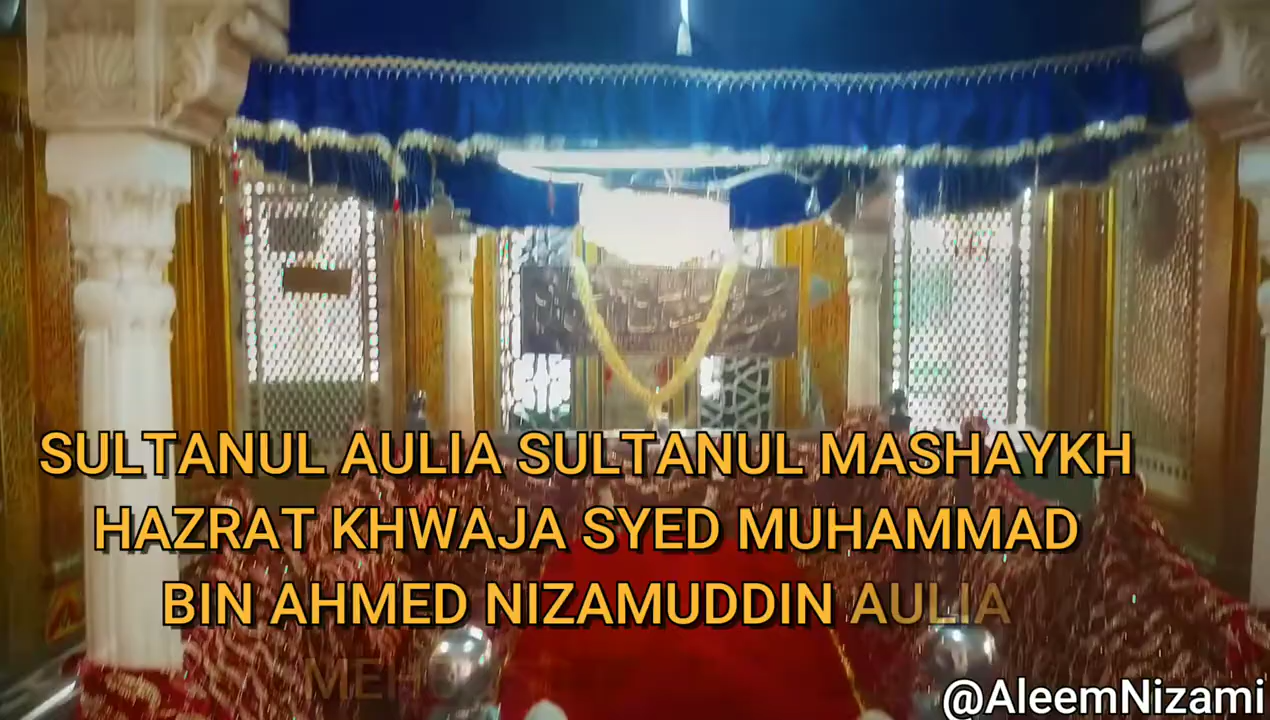 SULTANUL AULIA SULTANUL MASHAYKH
HAZRAT KHWAJA SYED MUHAMMAD
BIN AHMED NIZAMUDDIN AULIA
@AleemNizami